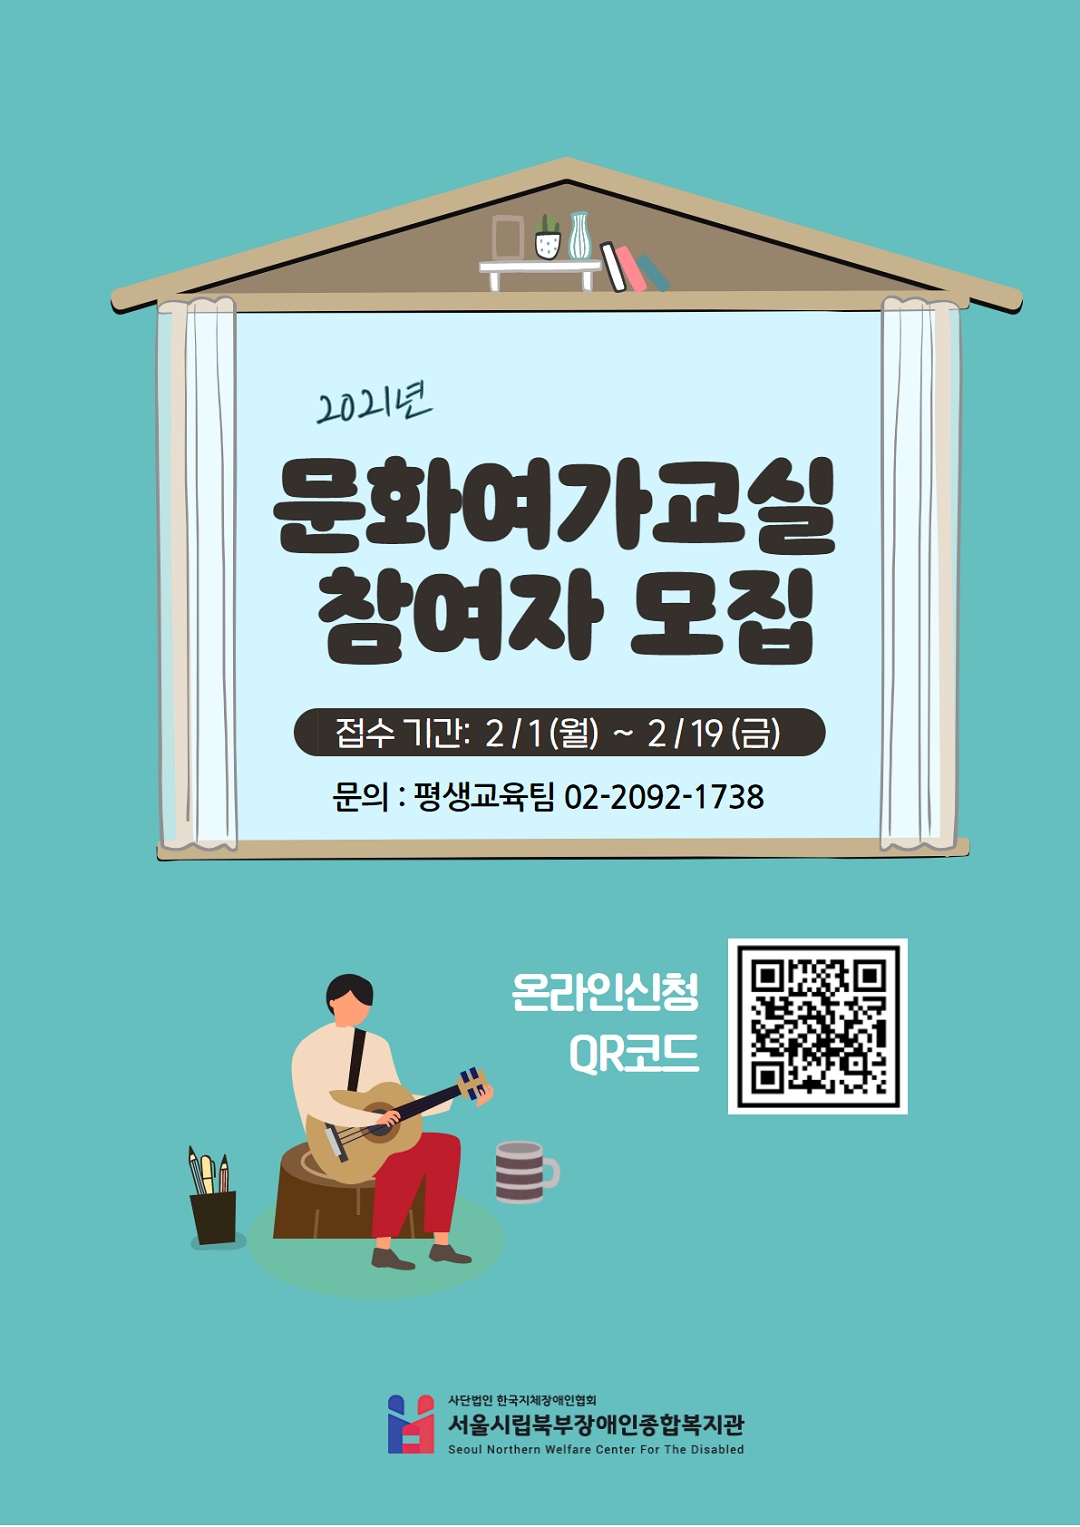 2021년
문화여가교실
참여자 모집
접수 기간: 2/1(월) ~ 2/19(금)
문의 : 평생교육팀 02-2092-1738
온라인신청
QR코드
사단법인 한국지체장애인협회
서울시립북부장애인종합복지관
Seoul Northern Welfare Center For The Disabled